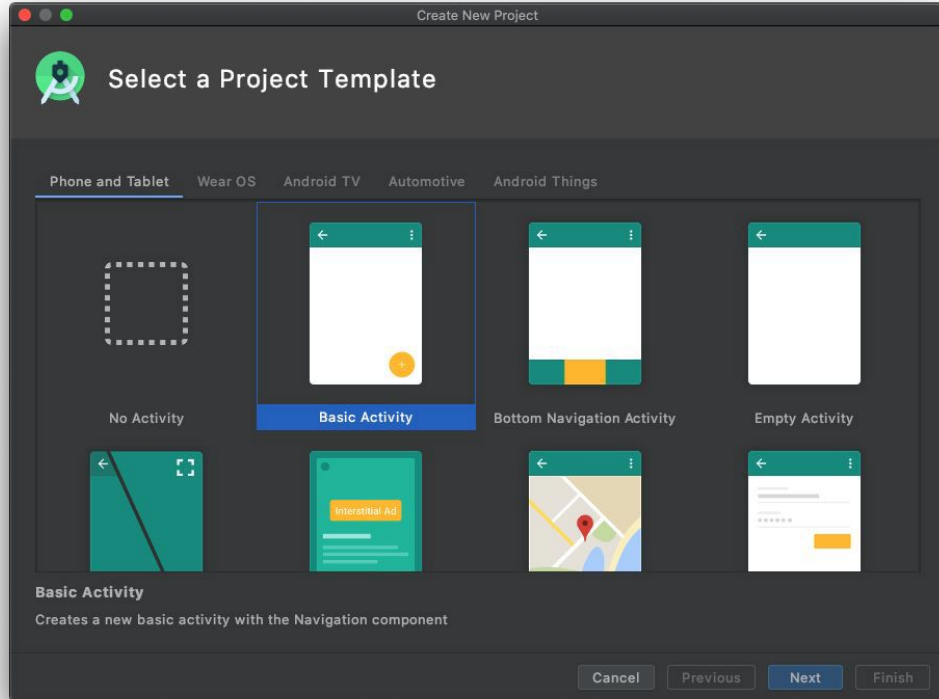 Create New Project
Select a Project Template
Phone and Tablet Wear OS Android TV Automotive Android Things
No Activity Basic Activity Bottom Navigation Activity Empty Activity
Interstitial Ad
Basic Activity
Creates a new basic activity with the Navigation component
Cancel Previous Next Finish